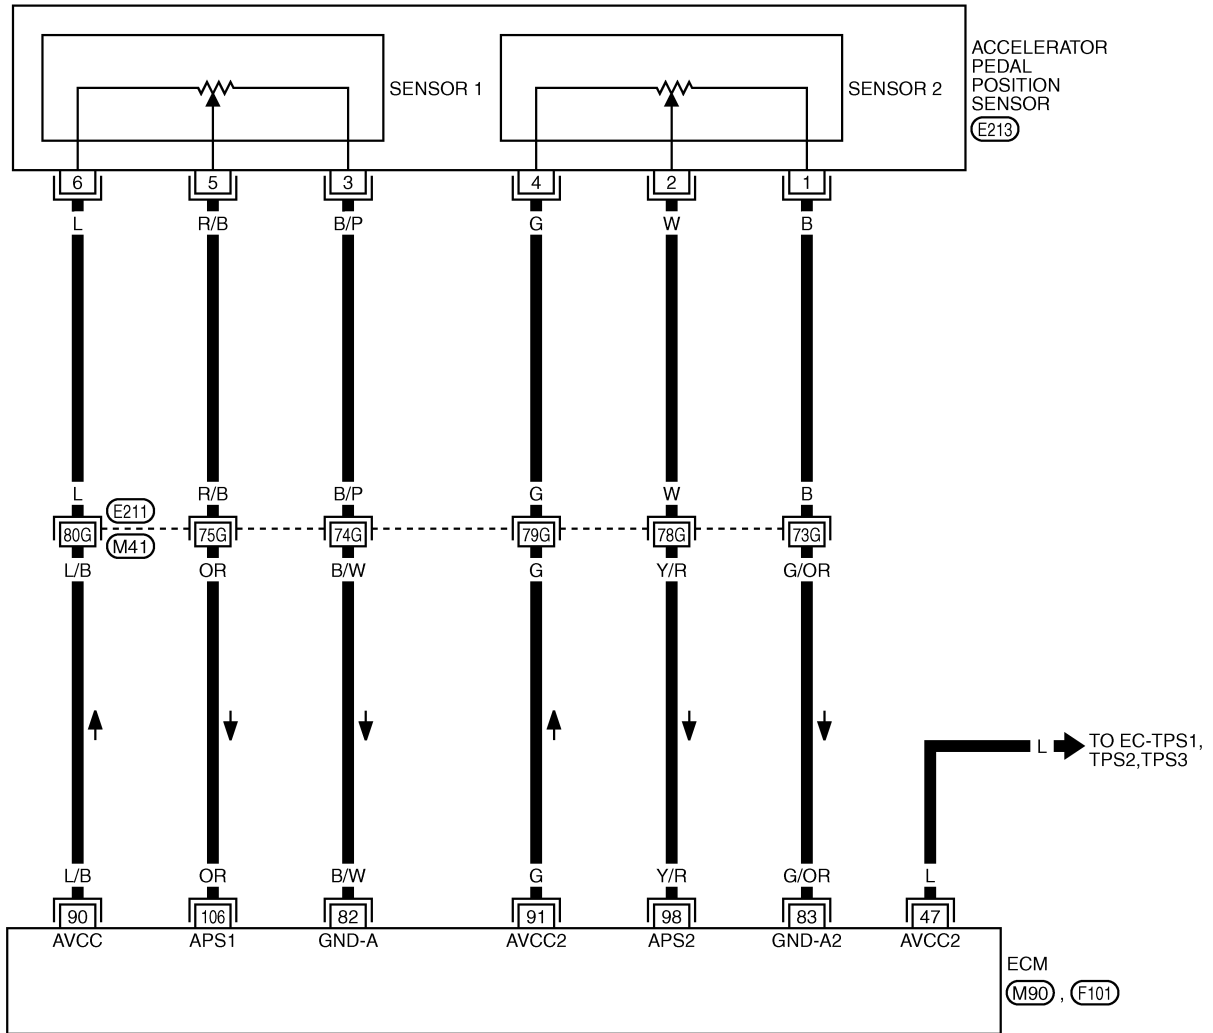 ACCELERATOR
PEDAL
POSITION
SENSOR
E213
SENSOR 1
SENSOR 2
6 5 3 4 2 1
L R/B B/P G W B
L R/B B/P G W B
E211
80G 75G 74G 79G 78G 73G
M41
L/B OR B/W G Y/R G/OR
L TO EC-TPS1,
TPS2,TPS3
L/B OR B/W G Y/R G/OR L
90 106 82 91 98 83 47
AVCC APS1 GND-A AVCC2 APS2 GND-A2 AVCC2
ECM
M90 , F101